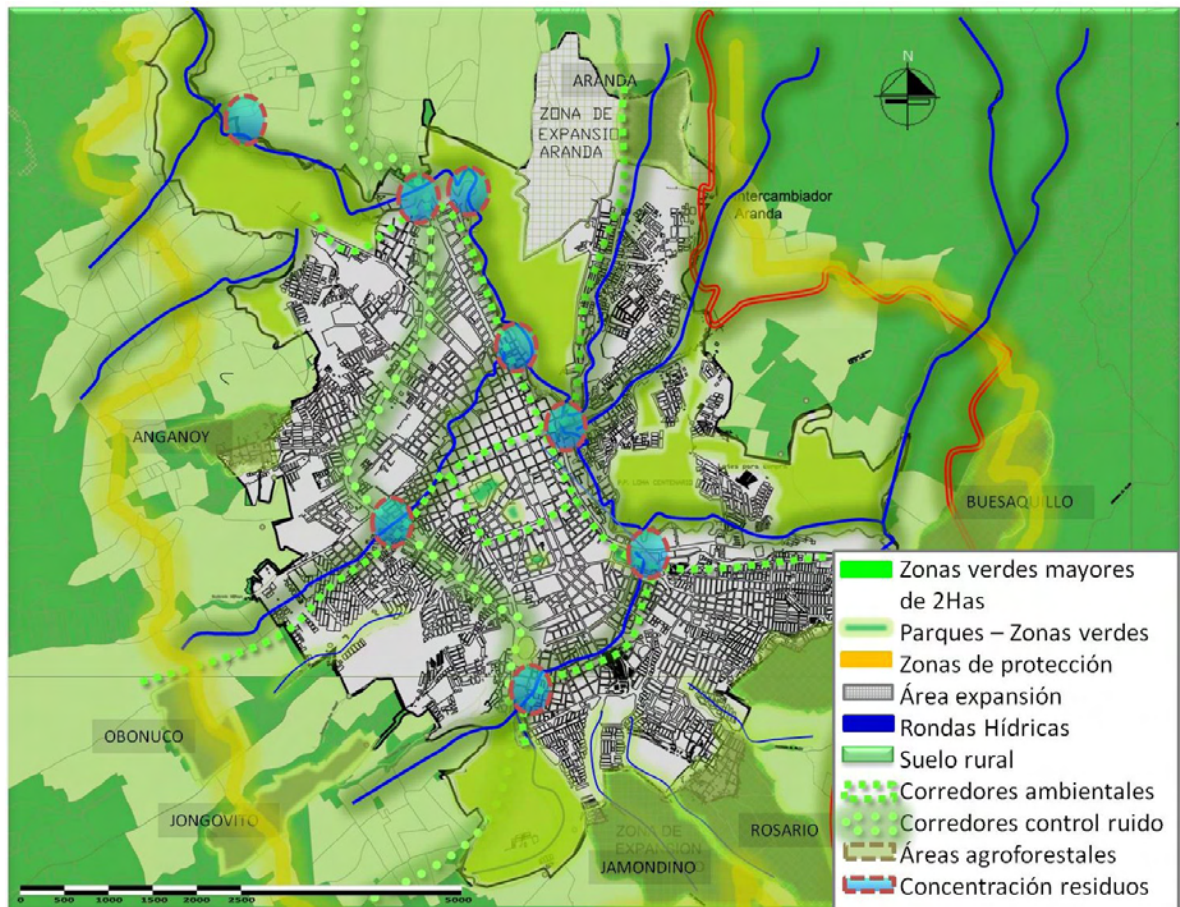 N
ARANDA
ZONA DE
EXPANSIO
ARANDA
Intercambiador
Aranda
ANGANOY
BUESAQUILLO
OBONUCO
JONGOVITO
ROSARIO
ZONA DE
EXPANSION
JAMONDINO
Zonas verdes mayores
de 2Has
Parques – Zonas verdes
Zonas de protección
Área expansión
Rondas Hídricas
Suelo rural
Corredores ambientales
Corredores control ruido
Áreas agroforestales
Concentración residuos
0 500 1000 1500 2000 2500 5000